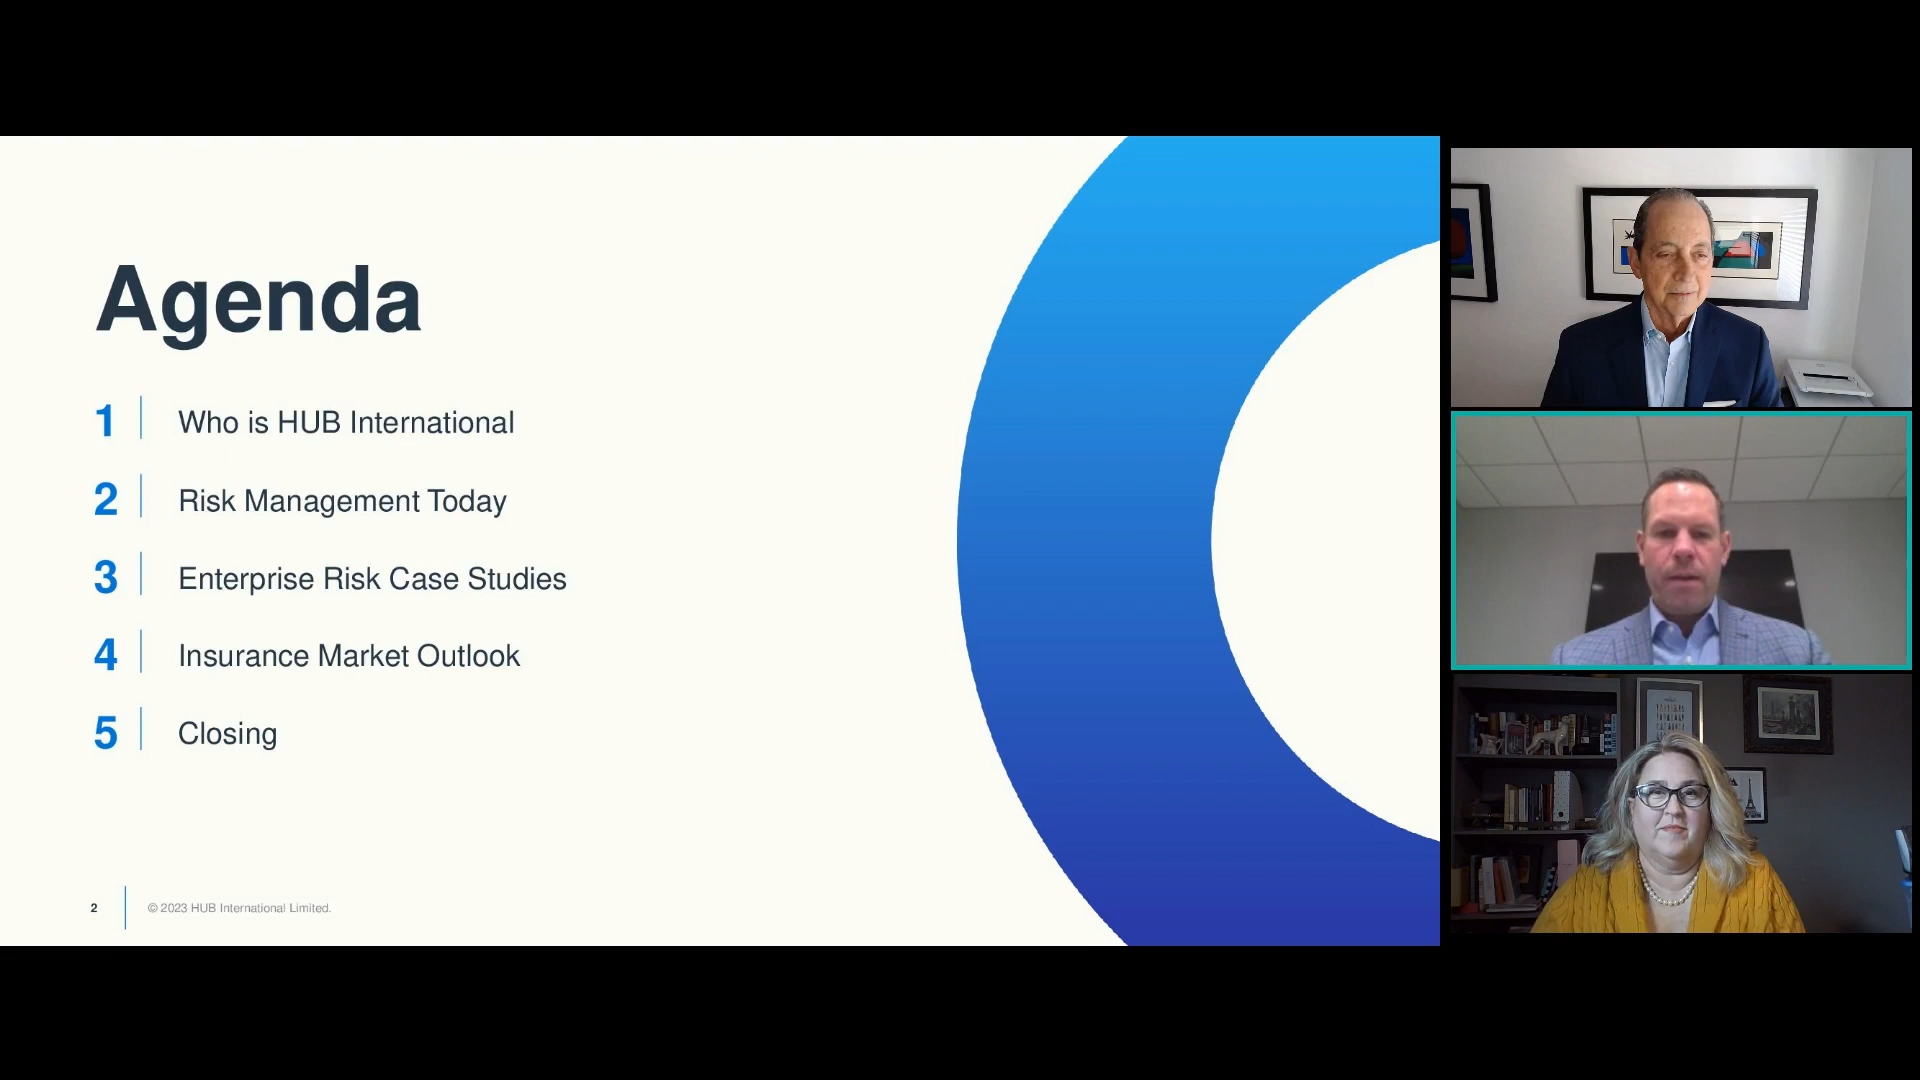 Agenda
1 Who is HUB International
2 Risk Management Today
3 Enterprise Risk Case Studies
4 Insurance Market Outlook
5 Closing
2 © 2023 HUB International Limited.